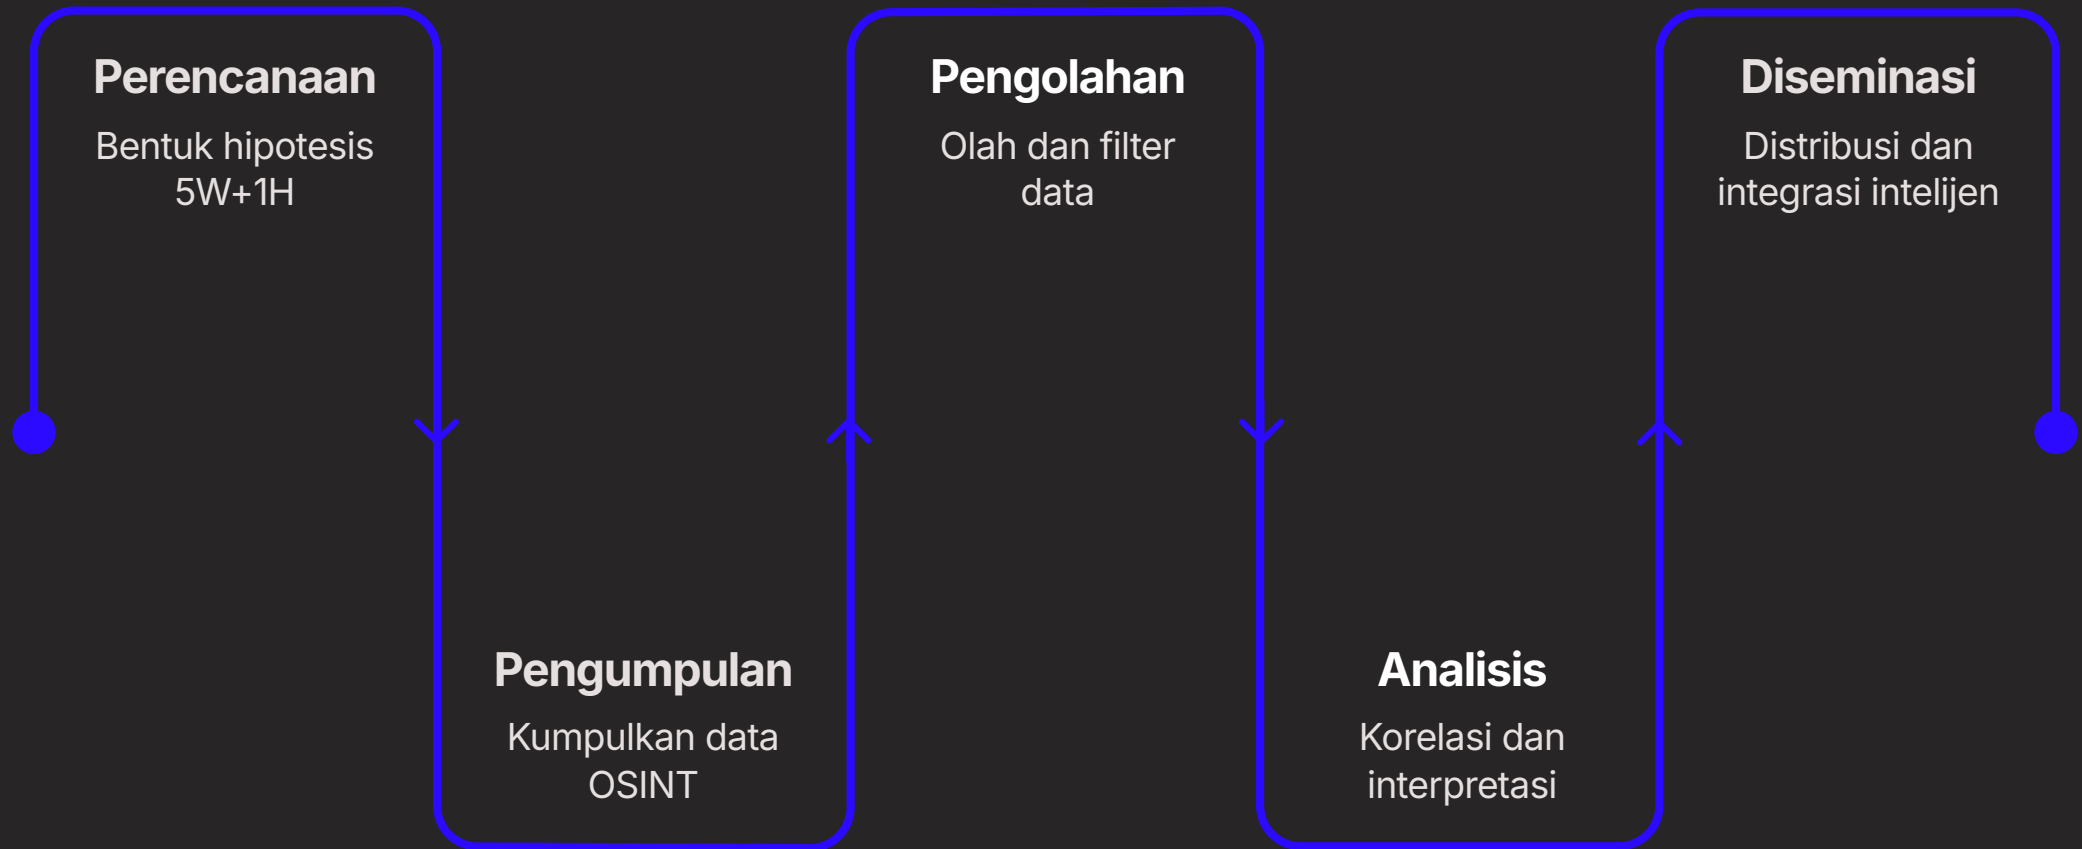 Perencanaan
Bentuk hipotesis
5W+1H
Pengumpulan
Kumpulkan data
OSINT
Pengolahan
Olah dan filter
data
Analisis
Korelasi dan
interpretasi
Diseminasi
Distribusi dan
integrasi intelijen